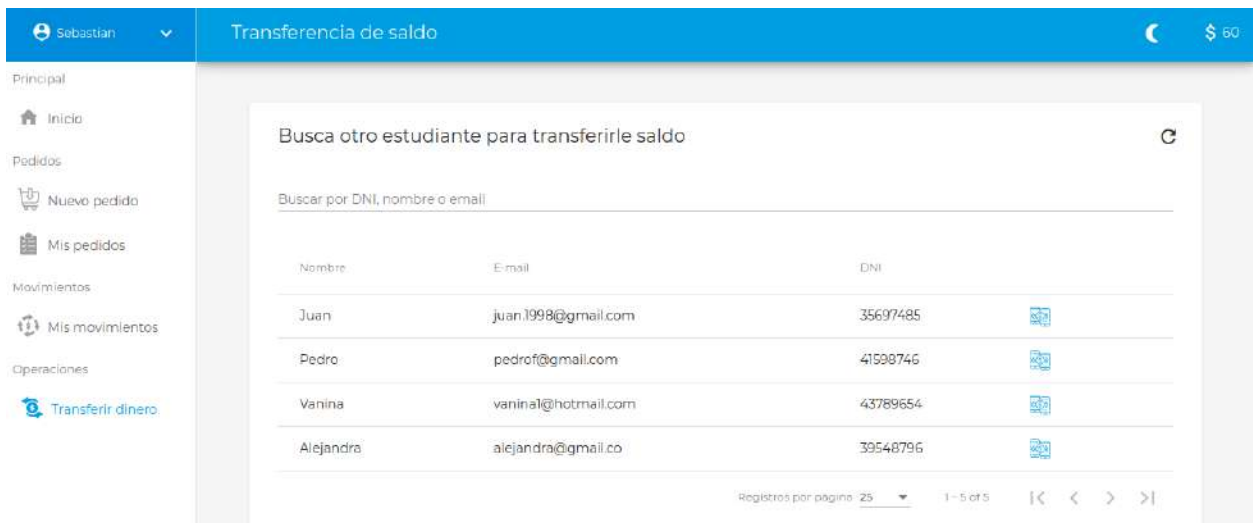 Sebastian
Transferencia de saldo
$ 60
Principal
Inicio
Busca otro estudiante para transferirle saldo
Pedidos
Nuevo pedido
Buscar por DNI, nombre o email
Mis pedidos
Nombre E-mail DNI
Movimientos
Juan juan.1998@gmail.com 35697485
Mis movimientos
Pedro pedrof@gmail.com 41598746
Operaciones
Transferir dinero
Vanina vanina1@hotmail.com 43789654
Alejandra alejandra@gmail.co 39548796
Registros por pagina 25 1 - 5 of 5